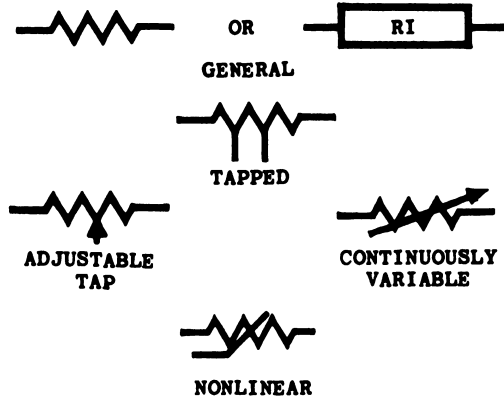 OR
RI
GENERAL
TAPPED
ADJUSTABLE
TAP
CONTINUOUSLY
VARIABLE
NONLINEAR